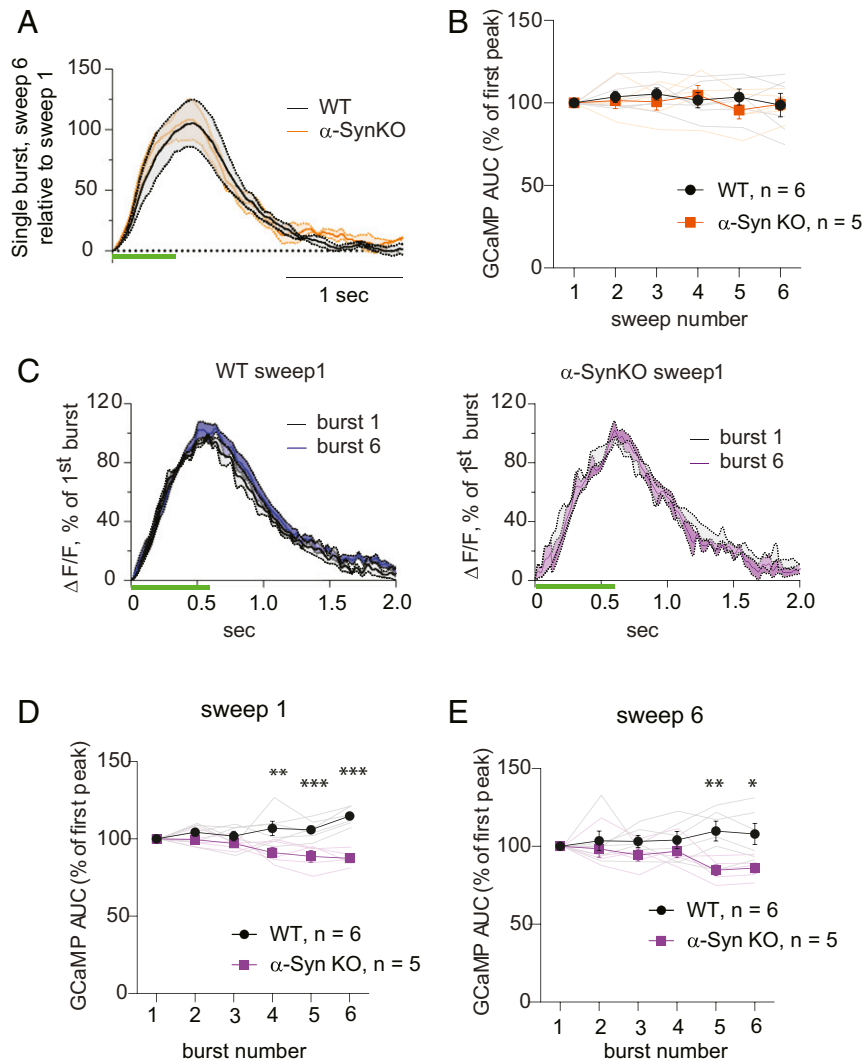 A
Single burst, sweep 6
relative to sweep 1
150
100
50
0
WT
α-SynKO
1 sec
B
GCaMP AUC (% of first peak)
150
100
50
0
WT, n = 6
α-Syn KO, n = 5
1 2 3 4 5 6
sweep number
C
WT sweep1
Δ F/F, % of 1st burst
120
80
40
0
burst 1
burst 6
0 0.5 1.0 1.5 2.0
sec
α-SynKO sweep1
Δ F/F, % of 1st burst
120
80
40
0
burst 1
burst 6
0 0.5 1.0 1.5 2.0
sec
D
sweep 1
GCaMP AUC (% of first peak)
150
100
50
0
** *** ***
WT, n = 6
α-Syn KO, n = 5
1 2 3 4 5 6
burst number
E
sweep 6
GCaMP AUC (% of first peak)
150
100
50
0
** *
WT, n = 6
α-Syn KO, n = 5
1 2 3 4 5 6
burst number